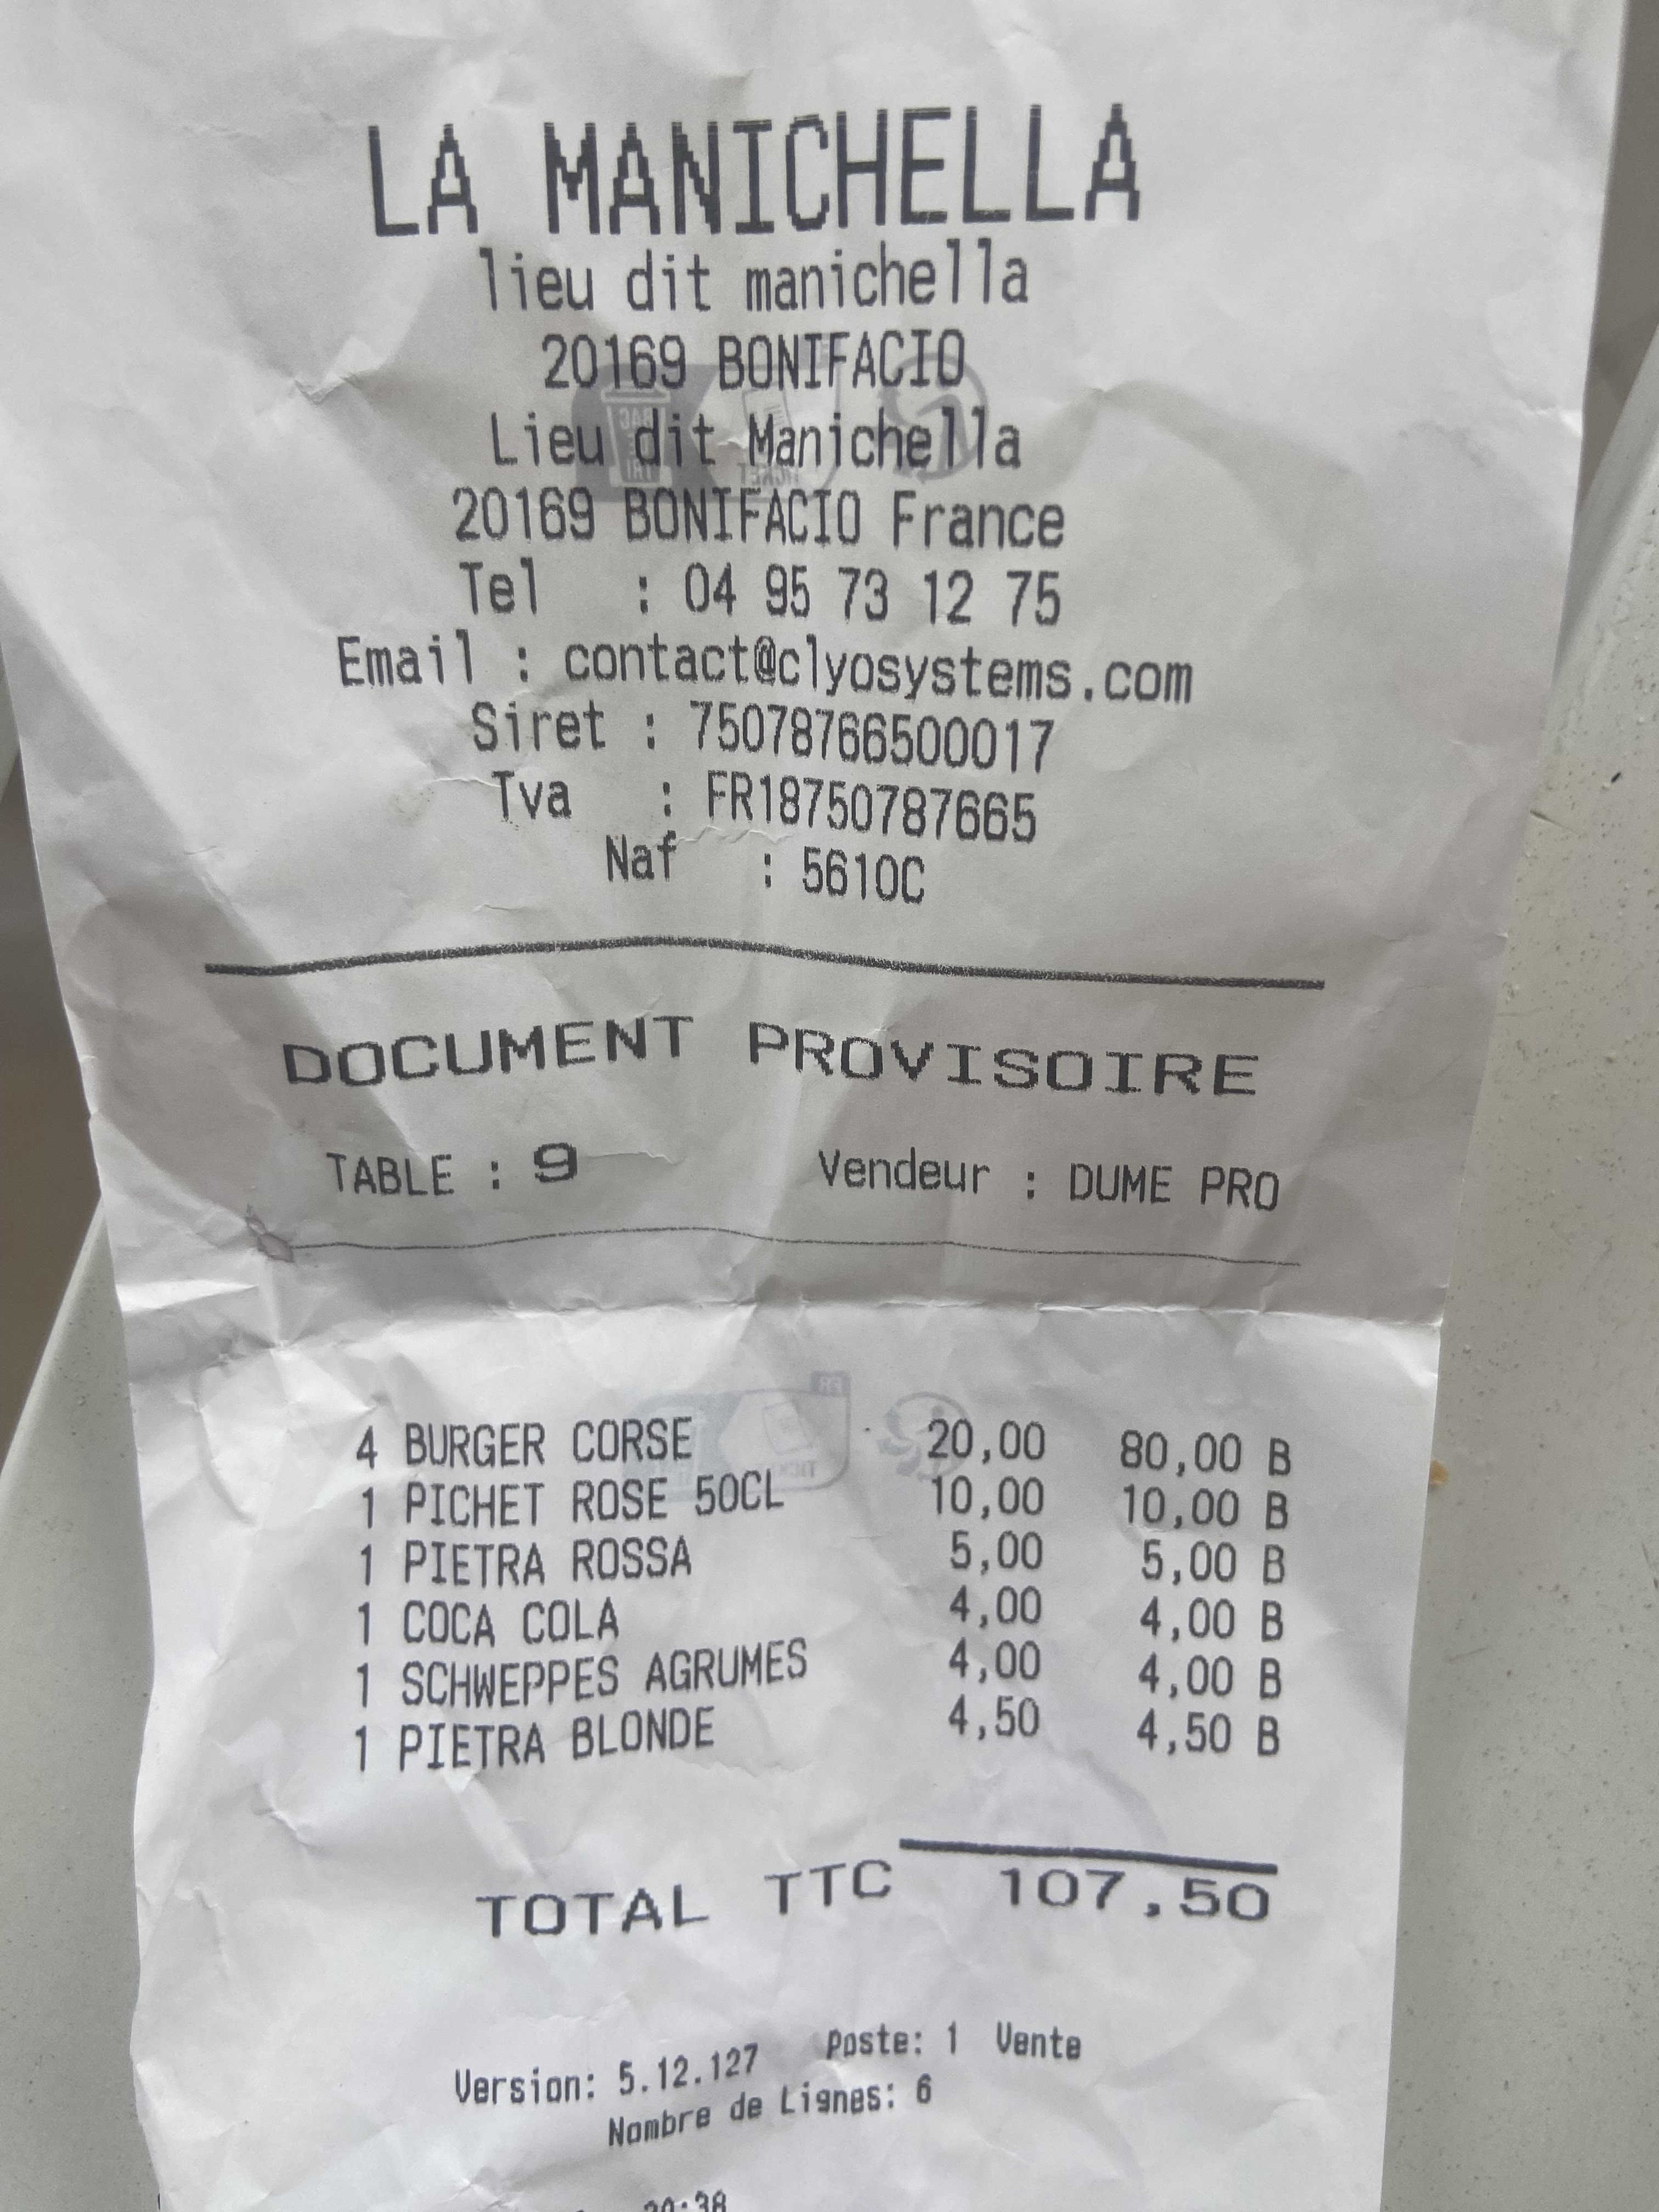 LA MANICHELLA
lieu dit manichella
20169 BONIFACIO
Lieu dit Manichella
20169 BONIFACIO France
Tel : 04 95 73 12 75
Email : contact@clyosystems.com
Siret : 75078766500017
Tva : FR18750787665
Naf : 5610C
DOCUMENT PROVISOIRE
TABLE : 9 Vendeur : DUME PRO
4 BURGER CORSE 20,00 80,00 B
1 PICHET ROSE 50CL 10,00 10,00 B
1 PIETRA ROSSA 5,00 5,00 B
1 COCA COLA 4,00 4,00 B
1 SCHWEPPES AGRUMES 4,00 4,00 B
1 PIETRA BLONDE 4,50 4,50 B
TOTAL TTC 107,50
Version: 5.12.127 Poste: 1 Vente
Nombre de Lignes: 6